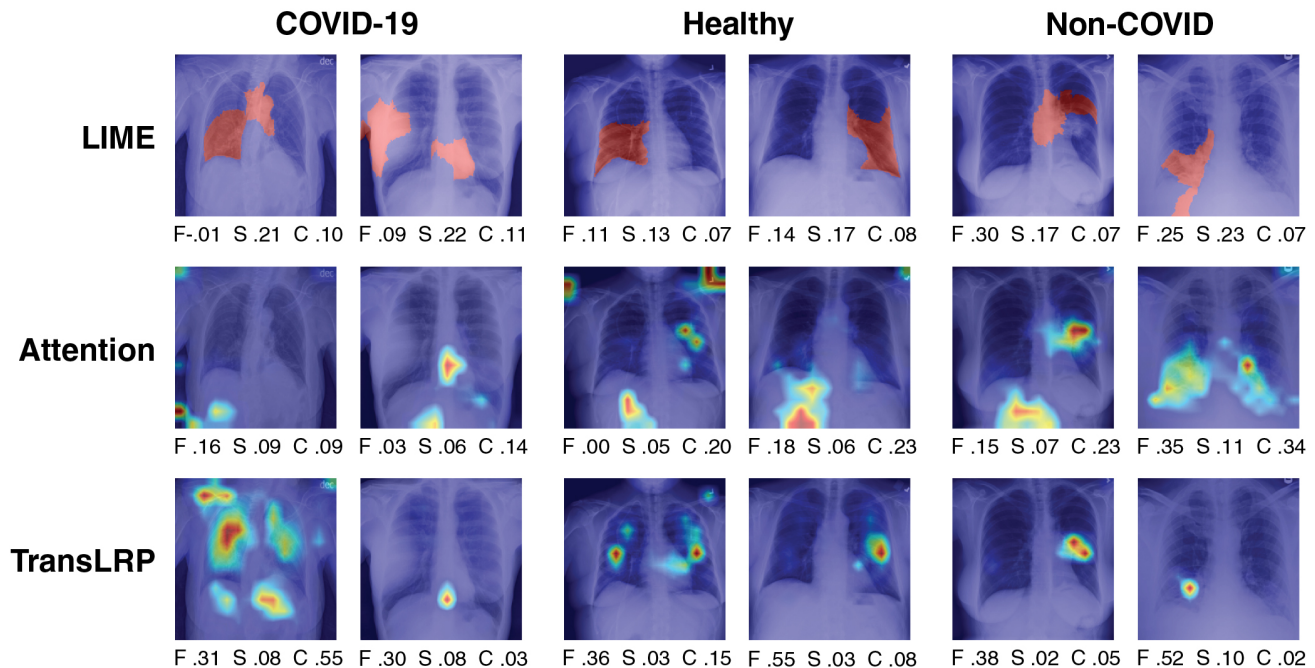 COVID-19 Healthy Non-COVID
LIME
dec
F-.01 S .21 C .10 F .09 S .22 C .11 F .11 S .13 C .07 F .14 S .17 C .08 F .30 S .17 C .07 F .25 S .23 C .07
Attention
dec
F .16 S .09 C .09 F .03 S .06 C .14 F .00 S .05 C .20 F .18 S .06 C .23 F .15 S .07 C .23 F .35 S .11 C .34
TransLRP
dec
F .31 S .08 C .55 F .30 S .08 C .03 F .36 S .03 C .15 F .55 S .03 C .08 F .38 S .02 C .05 F .52 S .10 C .02